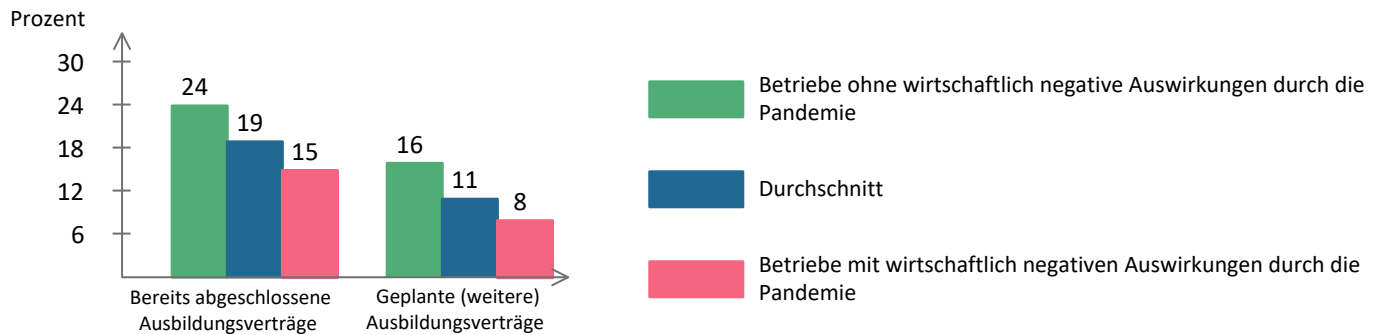 Prozent
30
24
18
12
6
24
19
15
16
11
8
Bereits abgeschlossene
Ausbildungsverträge
Geplante (weitere)
Ausbildungsverträge
Betriebe ohne wirtschaftlich negative Auswirkungen durch die
Pandemie
Durchschnitt
Betriebe mit wirtschaftlich negativen Auswirkungen durch die
Pandemie